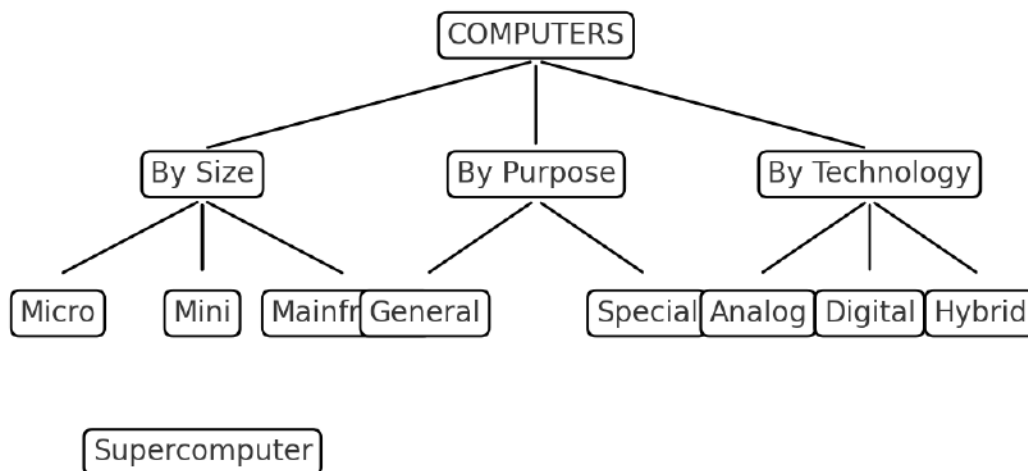 COMPUTERS
By Size By Purpose By Technology
Micro Mini Mainfr General Special Analog Digital Hybrid
Supercomputer